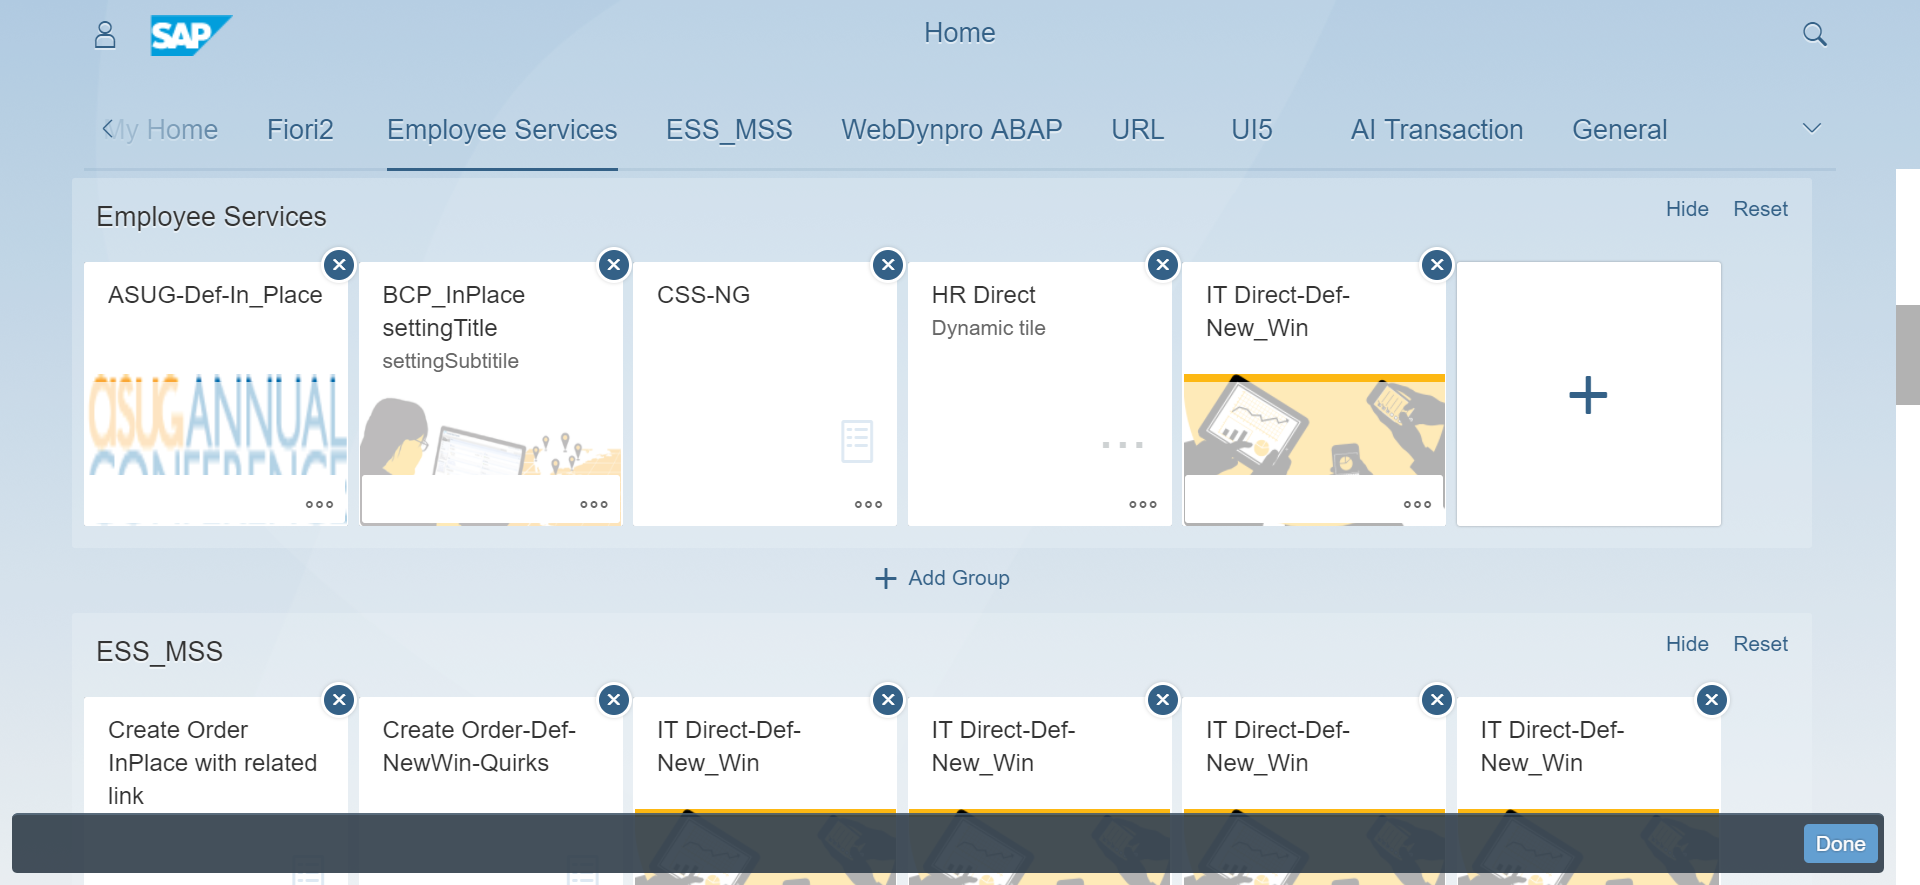 SAP
Home
My Home
Fiori2
Employee Services
ESS_MSS
WebDynpro ABAP
URL
UI5
AI Transaction
General
Employee Services
Hide
Reset
ASUG-Def-In_Place
asug ANNUAL
CONFERENCE
BCP_InPlace
settingTitle
settingSubtitile
CSS-NG
HR Direct
Dynamic tile
IT Direct-Def-
New_Win
Add Group
ESS_MSS
Hide
Reset
Create Order
InPlace with related
link
Create Order-Def-
NewWin-Quirks
IT Direct-Def-
New_Win
IT Direct-Def-
New_Win
IT Direct-Def-
New_Win
IT Direct-Def-
New_Win
Done